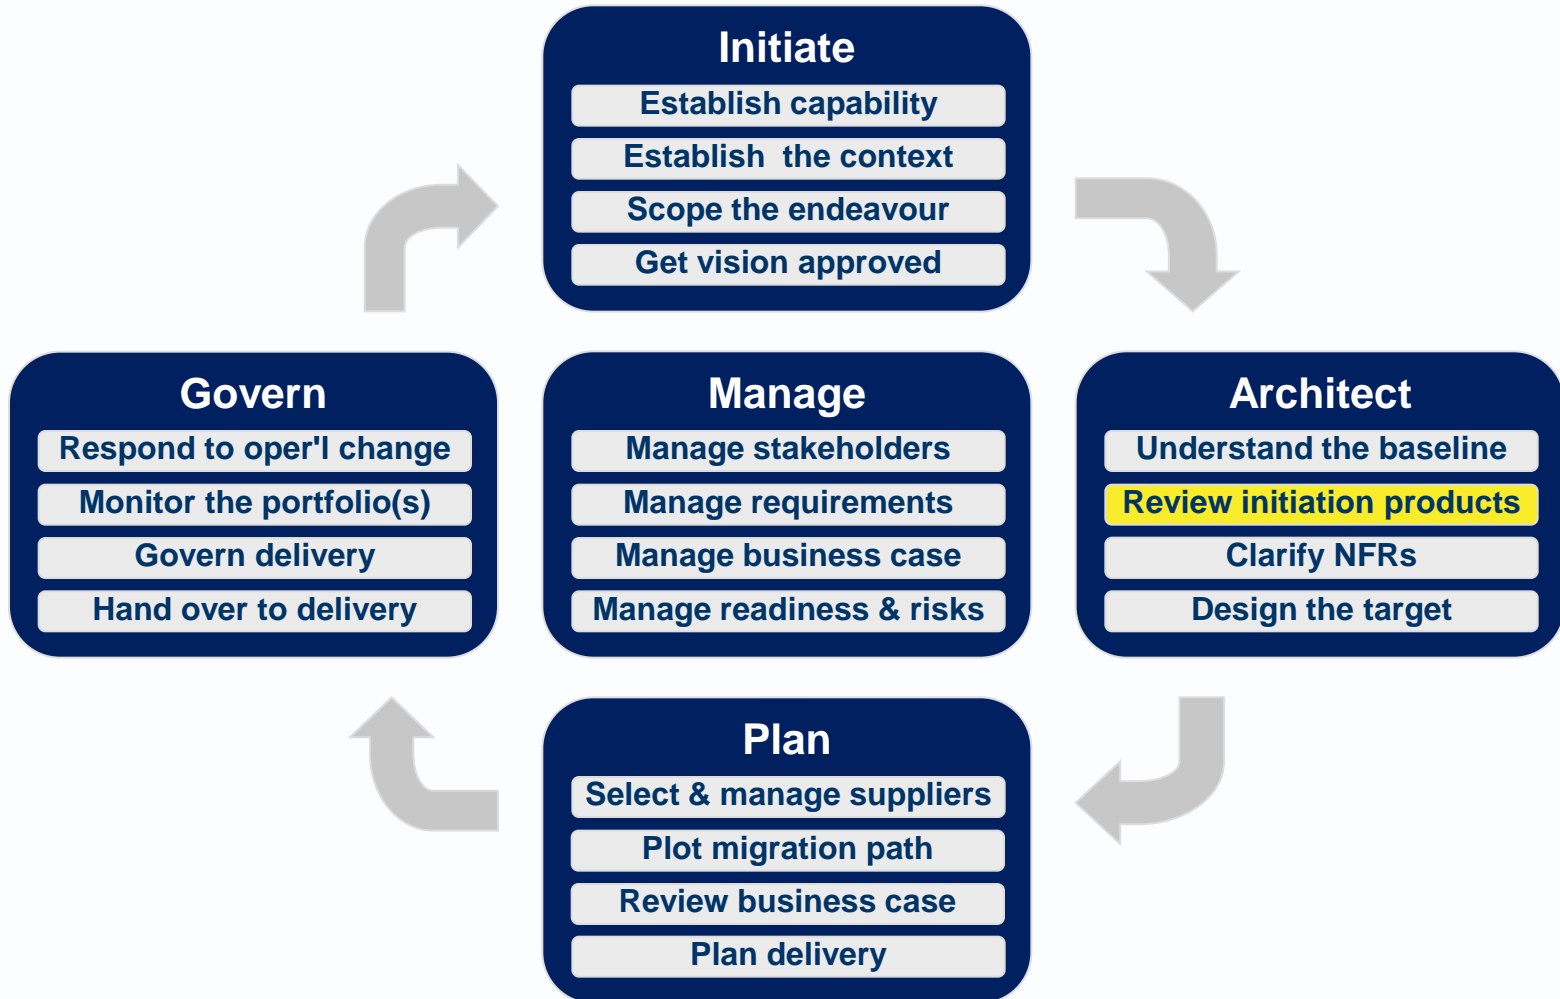 Initiate
Establish capability
Establish  the context
Scope the endeavour
Get vision approved
Govern
Respond to oper'l change
Monitor the portfolio(s)
Govern delivery
Hand over to delivery
Manage
Manage stakeholders
Manage requirements
Manage business case
Manage readiness & risks
Architect
Understand the baseline
Review initiation products
Clarify NFRs
Design the target
Plan
Select & manage suppliers
Plot migration path
Review business case
Plan delivery